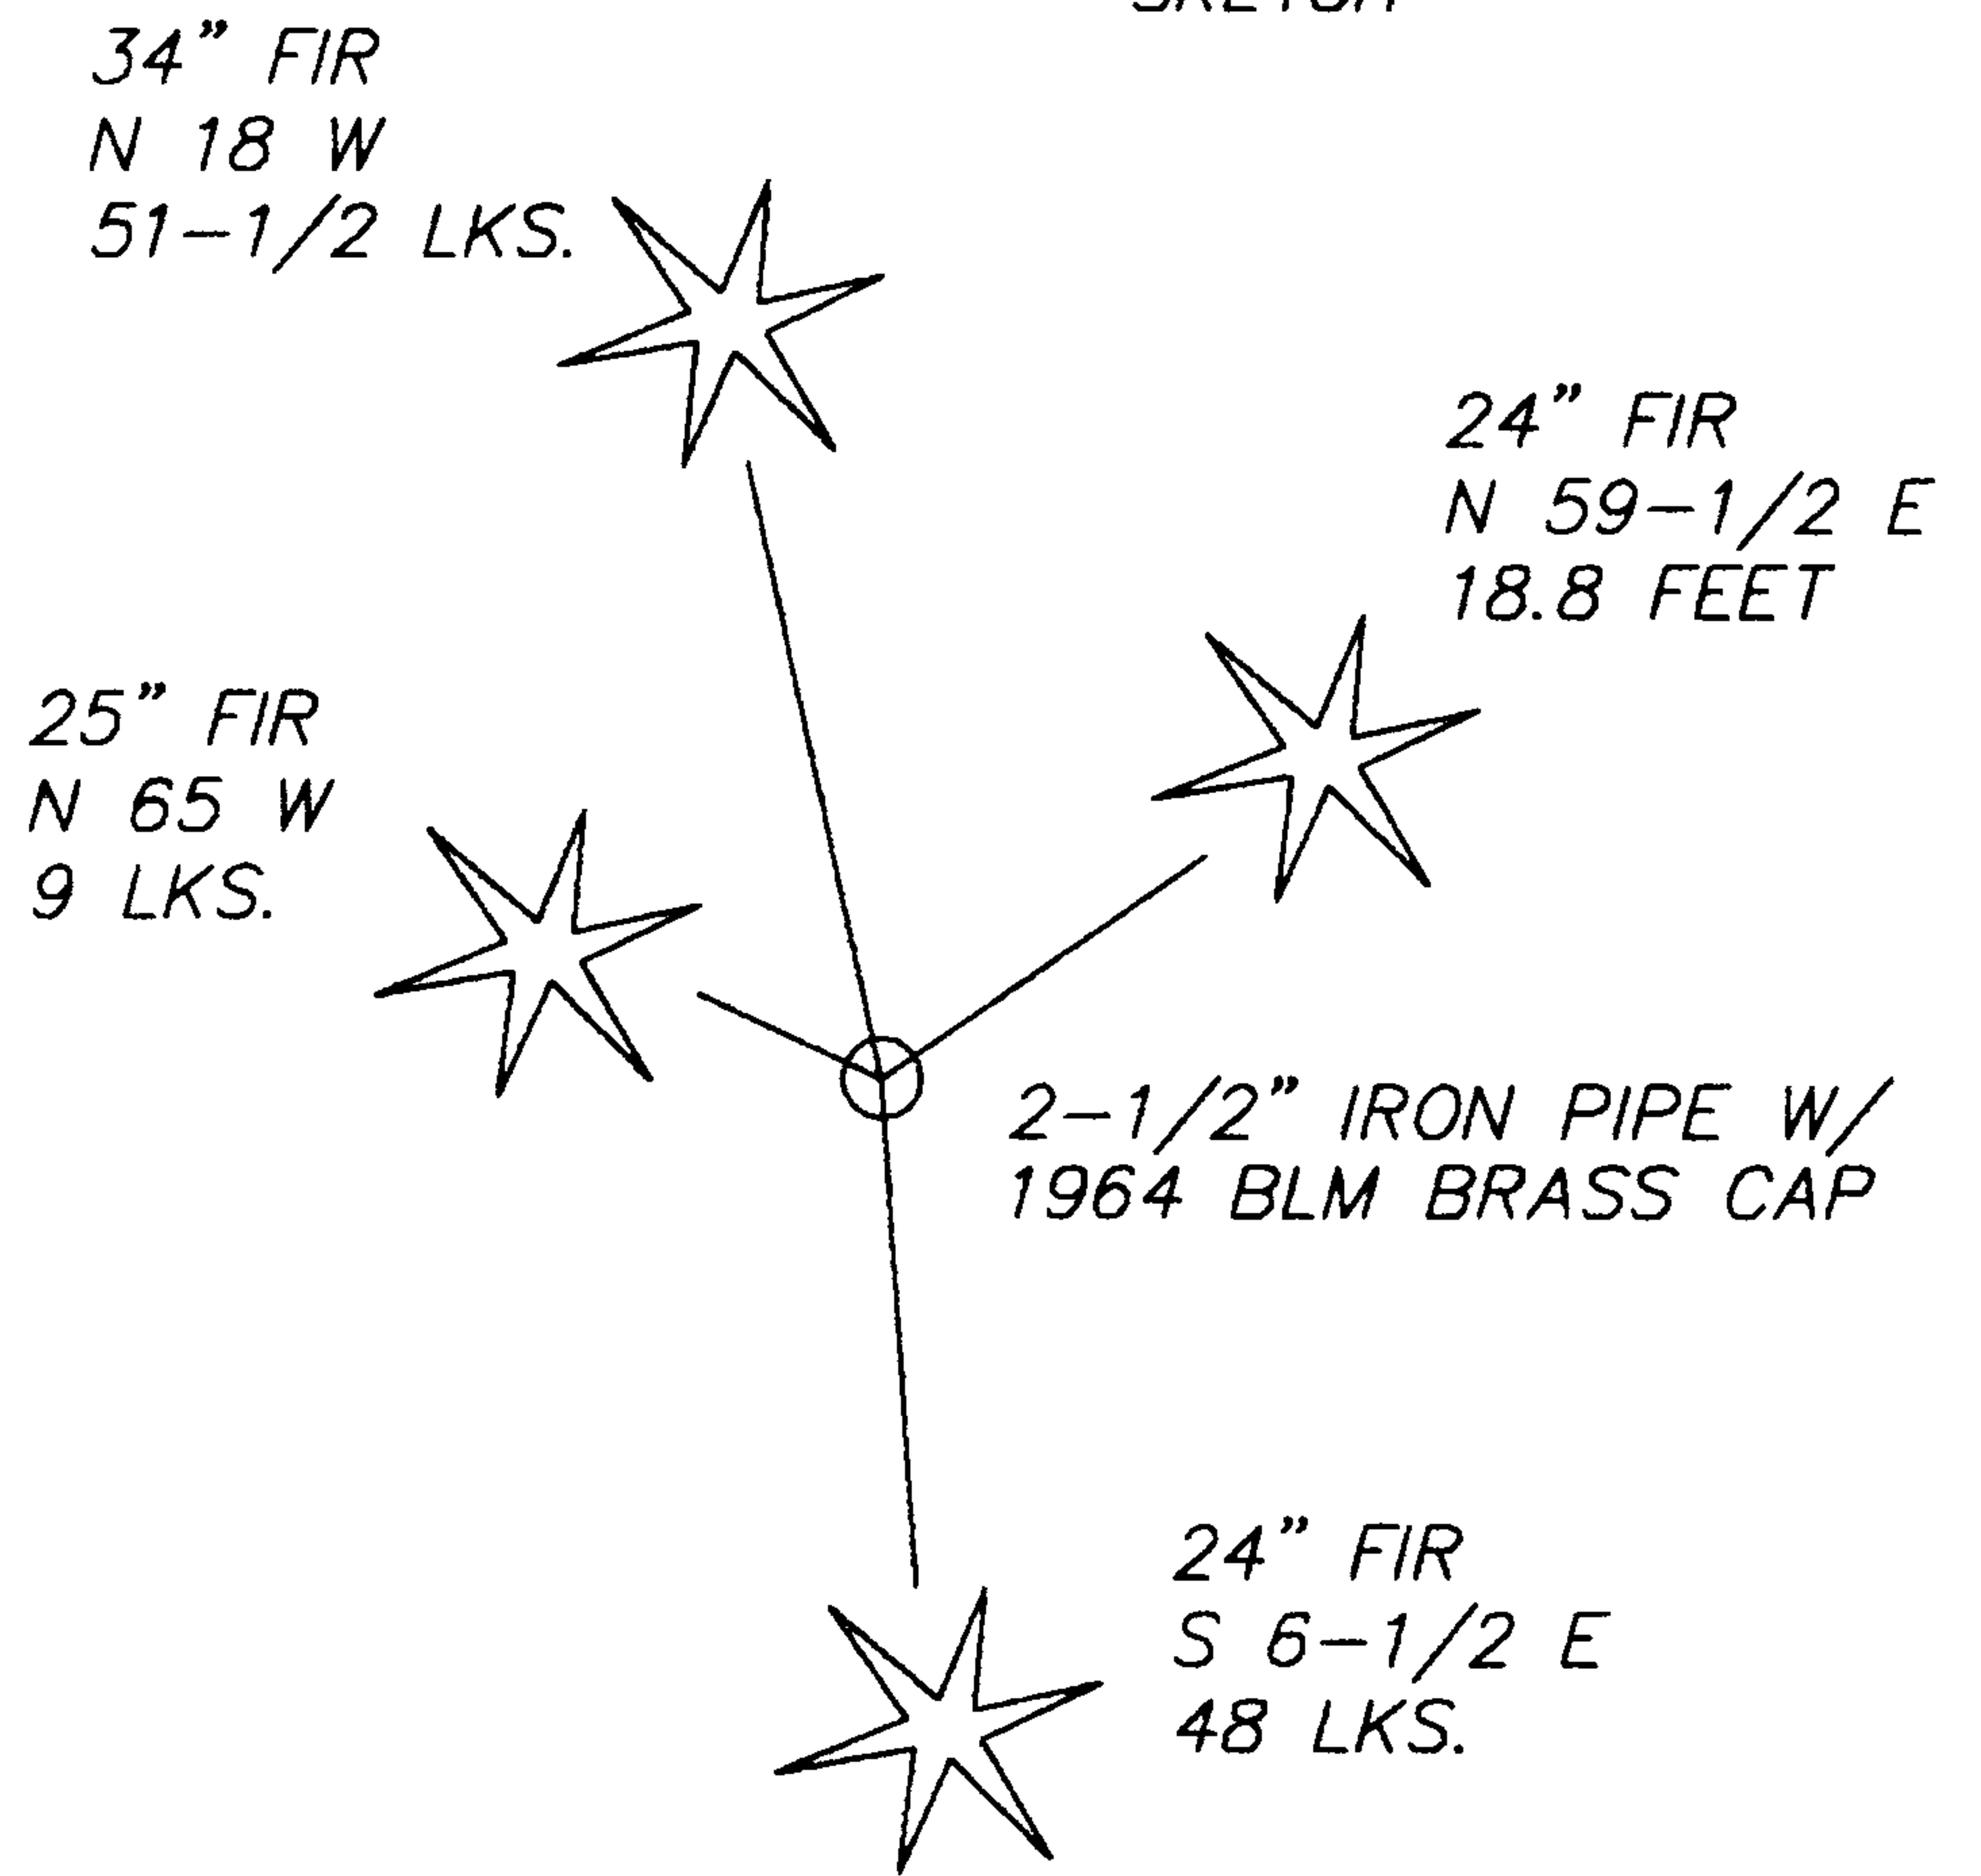 34" FIR
N 18 W
51-1/2 LKS.
24" FIR
N 59-1/2 E
18.8 FEET
25" FIR
N 65 W
9 LKS.
2-1/2" IRON PIPE W/
1964 BLM BRASS CAP
24" FIR
S 6-1/2 E
48 LKS.